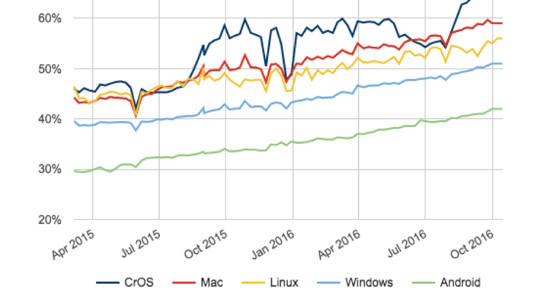 60%
50%
40%
30%
20%
Apr 2015
Jul 2015
Oct 2015
Jan 2016
Apr 2016
Jul 2016
Oct 2016
CrOS Mac Linux Windows Android